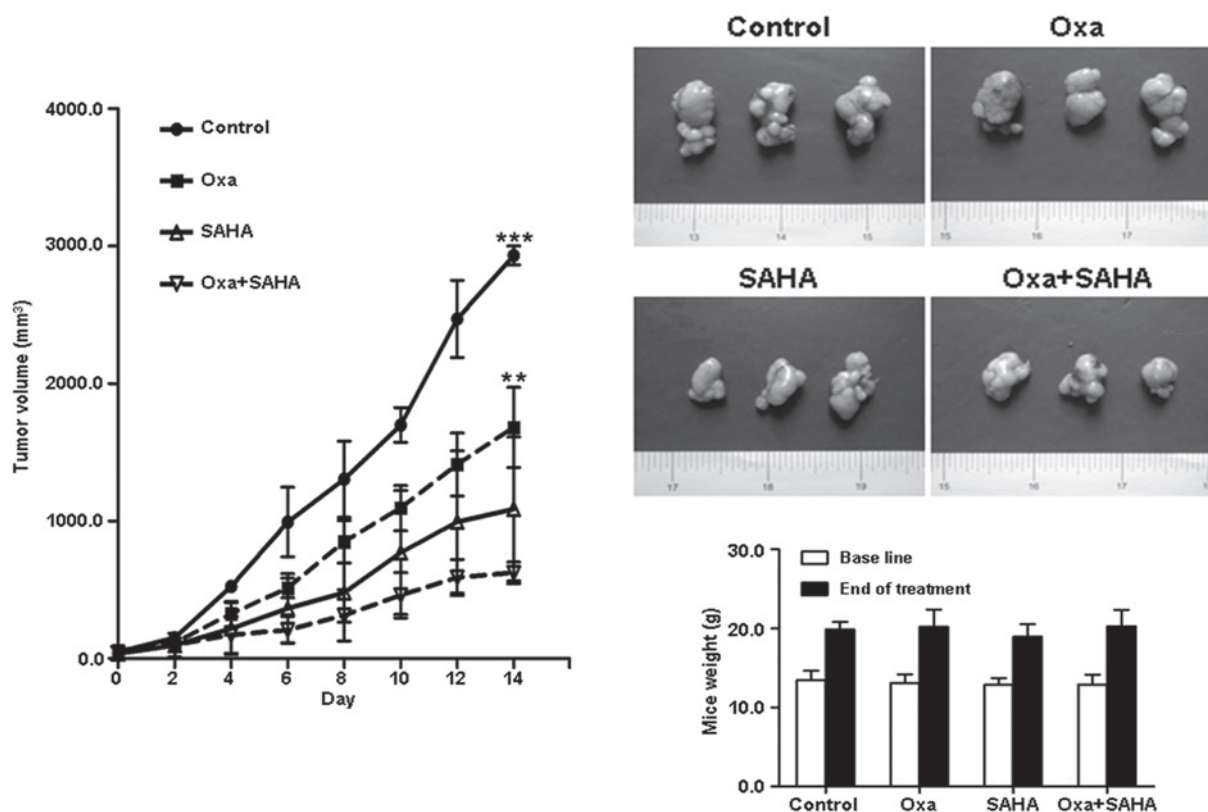 4000.0
3000.0
2000.0
1000.0
0.0
Tumor volume (mm³)
Control
Oxa
SAHA
Oxa+SAHA
***
**
0 2 4 6 8 10 12 14
Day
Control
13 14 15
Oxa
15 16 17
SAHA
17 18 19
Oxa+SAHA
15 16 17
30.0
20.0
10.0
0.0
Mice weight (g)
Base line
End of treatment
Control Oxa SAHA Oxa+SAHA